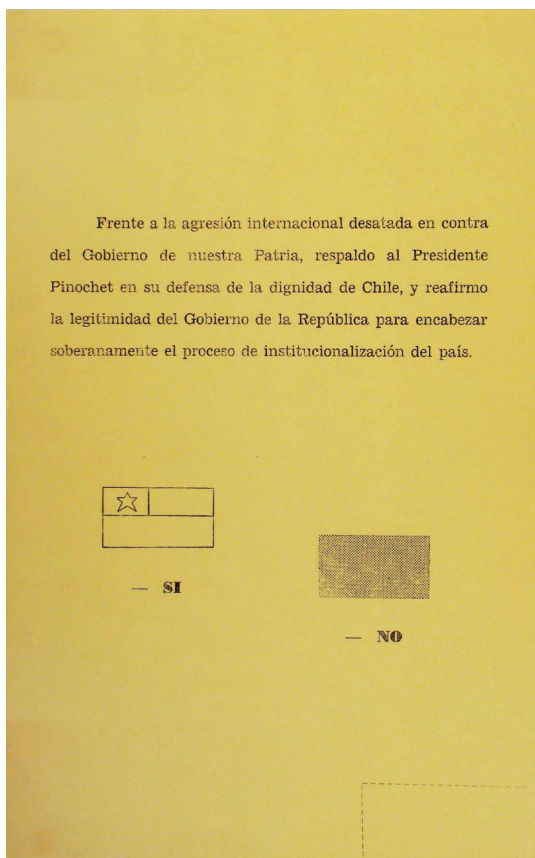 Frente a la agresión internacional desatada en contra
del Gobierno de nuestra Patria, respaldo al Presidente
Pinochet en su defensa de la dignidad de Chile, y reafirmo
la legitimidad del Gobierno de la República para encabezar
soberanamente el proceso de institucionalización del país.
— SI
— NO